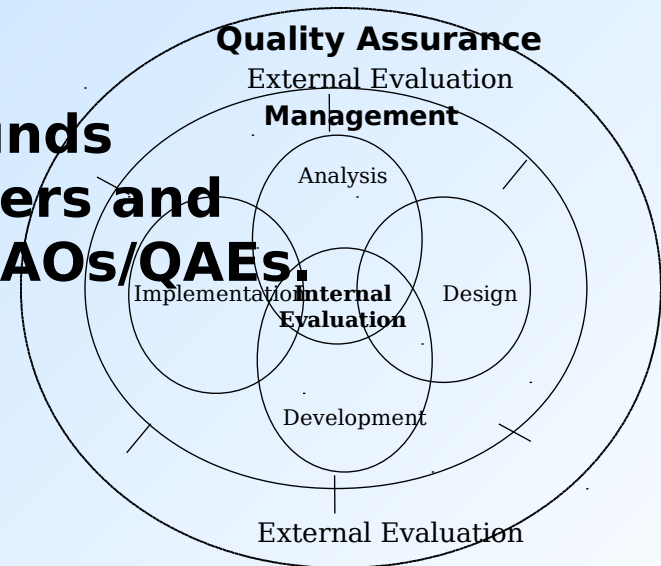 Quality Assurance
External Evaluation
Management
unds
ers and
AOs/QAEs.
Analysis
Implementation
Internal
Evaluation
Design
Development
External Evaluation